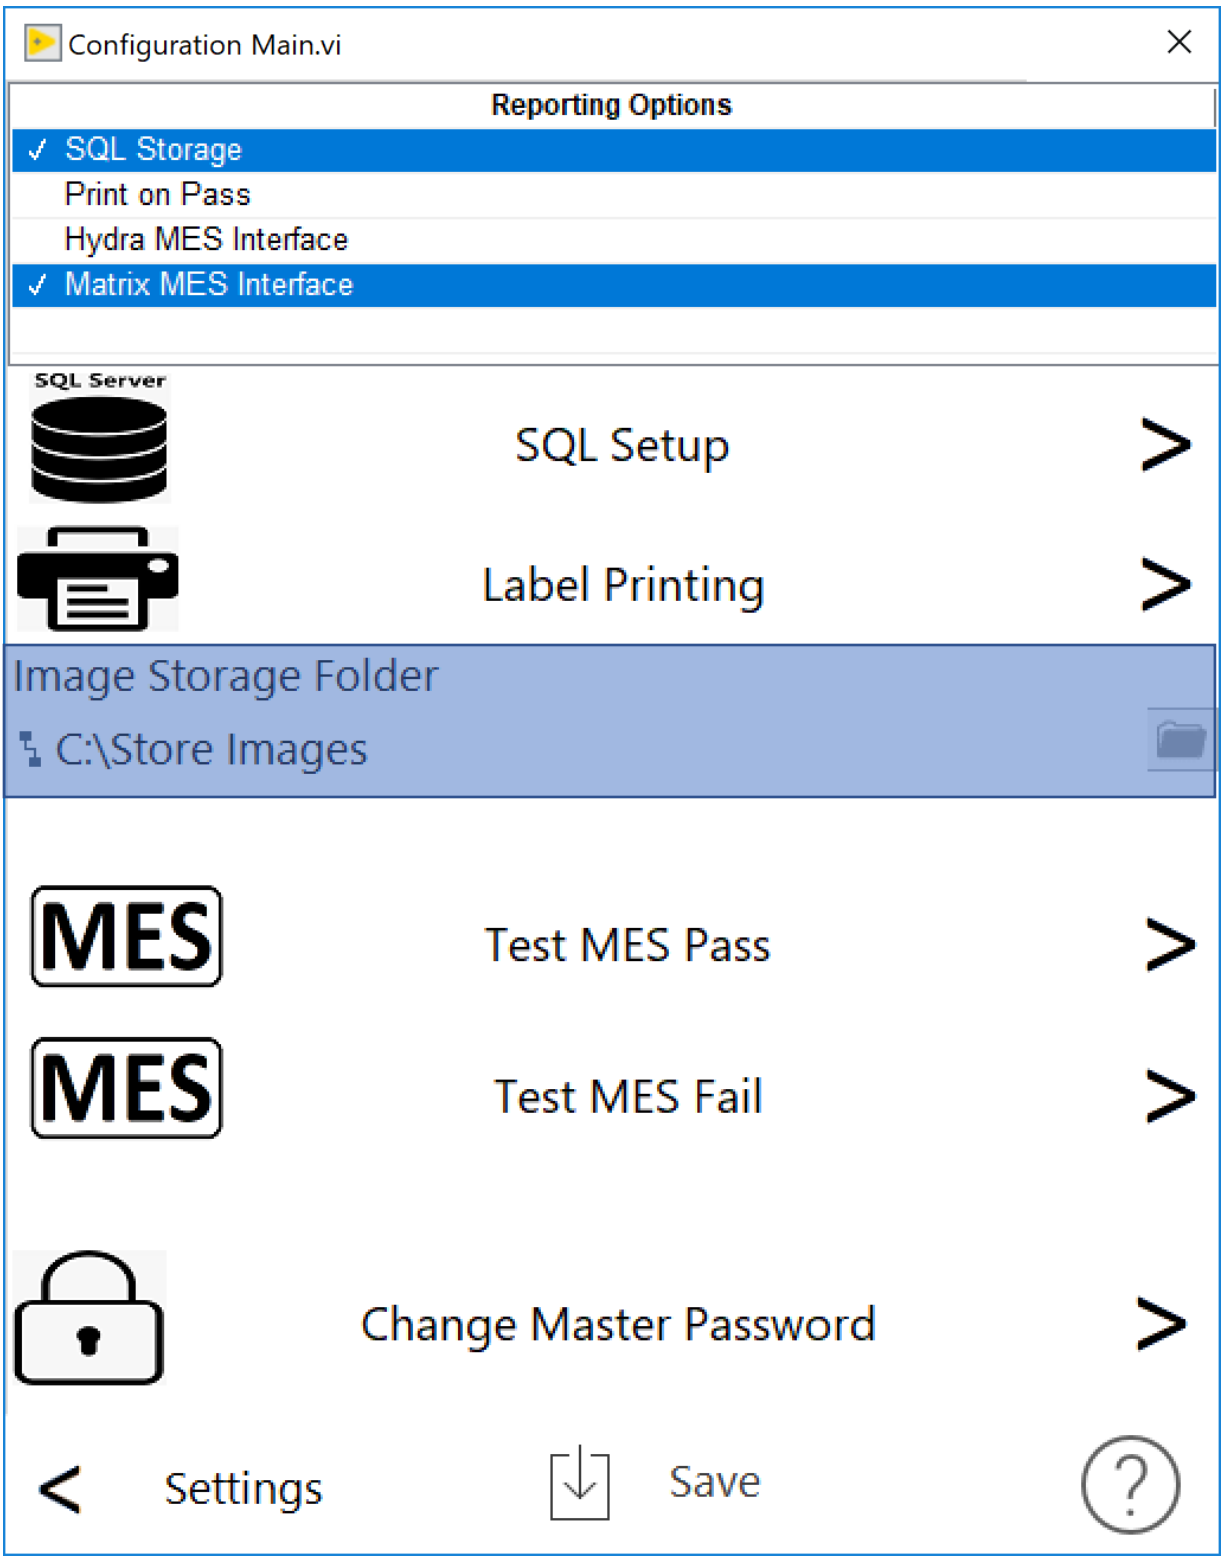 Configuration Main.vi
Reporting Options
✓ SQL Storage
Print on Pass
Hydra MES Interface
✓ Matrix MES Interface
SQL Server
SQL Setup >
Label Printing >
Image Storage Folder
C:\Store Images
MES Test MES Pass >
MES Test MES Fail >
Change Master Password >
< Settings Save ?